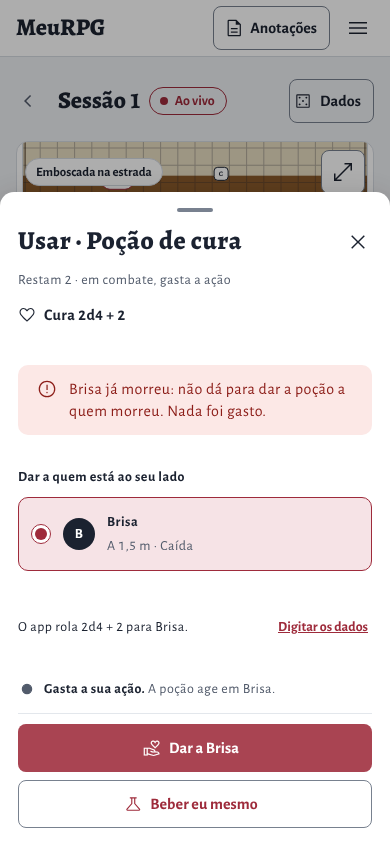 MeuRPG
Anotações
Sessão 1
Ao vivo
Dados
Emboscada na estrada
c
Usar · Poção de cura
Restam 2 · em combate, gasta a ação
Cura 2d4 + 2
Brisa já morreu: não dá para dar a poção a
quem morreu. Nada foi gasto.
Dar a quem está ao seu lado
B
Brisa
A 1,5 m · Caída
O app rola 2d4 + 2 para Brisa.
Digitar os dados
Gasta a sua ação. A poção age em Brisa.
Dar a Brisa
Beber eu mesmo